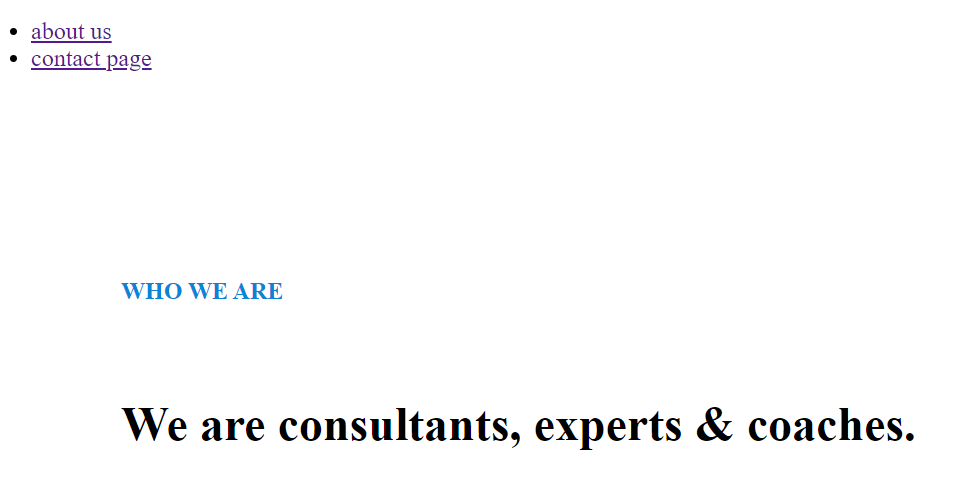 about us
contact page
WHO WE ARE
We are consultants, experts & coaches.